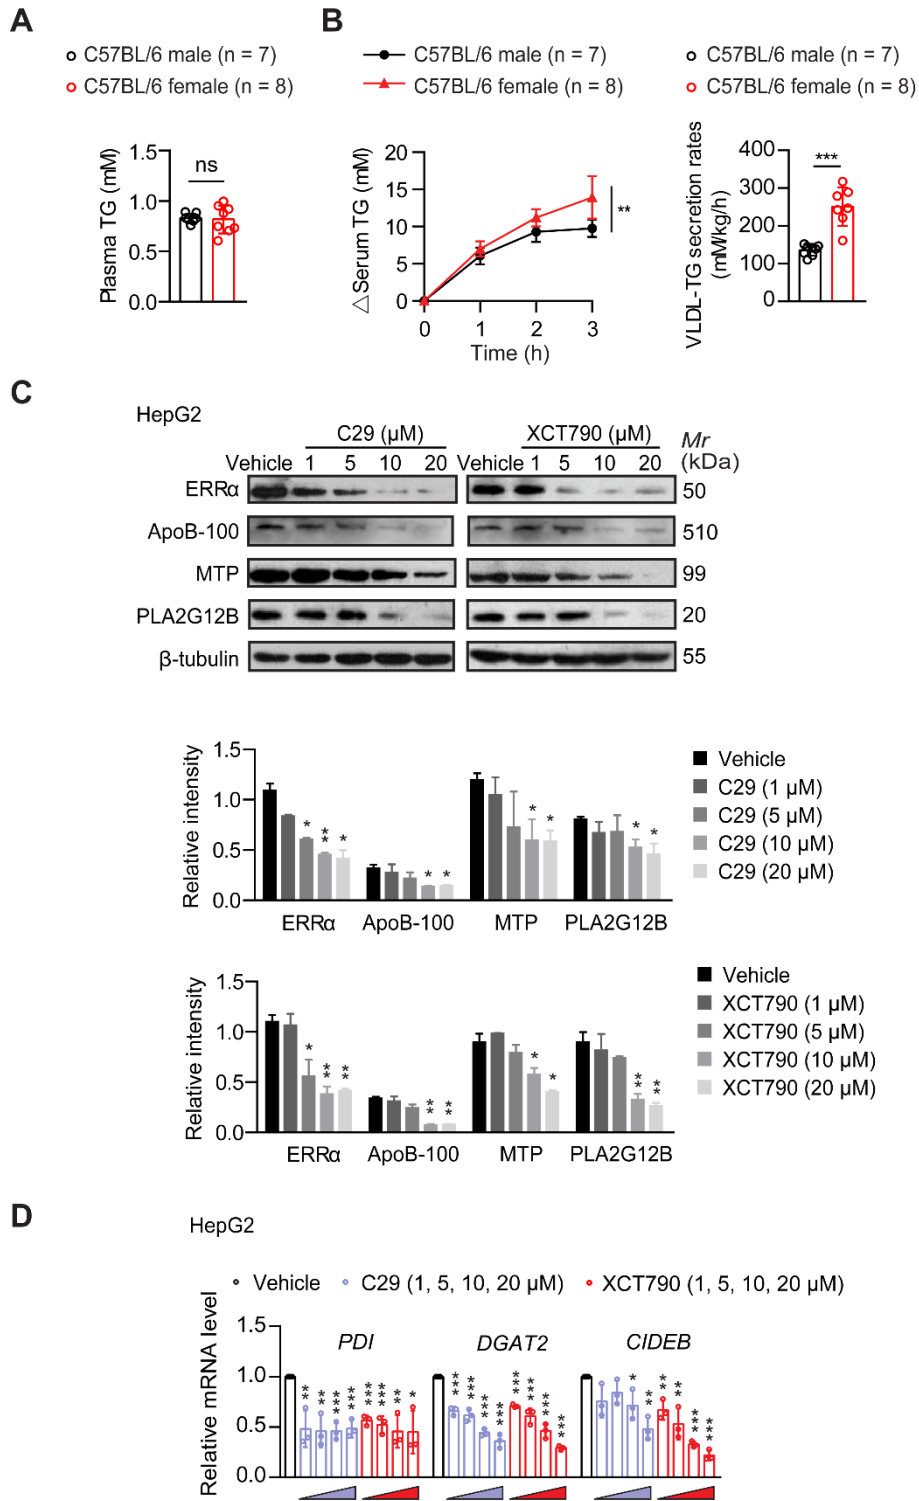 A
C57BL/6 male (n = 7)
C57BL/6 female (n = 8)
Plasma TG (mM)
1.5
1.0
0.5
0.0
ns
B
C57BL/6 male (n = 7)
C57BL/6 female (n = 8)
△Serum TG (mM)
20
15
10
5
0
**
0 1 2 3
Time (h)
C57BL/6 male (n = 7)
C57BL/6 female (n = 8)
VLDL-TG secretion rates
(mM/kg/h)
400
300
200
100
0
***
C
HepG2
C29 (µM) XCT790 (µM) Mr
Vehicle 1 5 10 20 Vehicle 1 5 10 20 (kDa)
ERRα 50
ApoB-100 510
MTP 99
PLA2G12B 20
β-tubulin 55
Relative intensity
1.5
1.0
0.5
0.0
* ** * * * * * * *
ERRα ApoB-100 MTP PLA2G12B
Vehicle
C29 (1 µM)
C29 (5 µM)
C29 (10 µM)
C29 (20 µM)
Relative intensity
1.5
1.0
0.5
0.0
* ** ** ** ** * * ** **
ERRα ApoB-100 MTP PLA2G12B
Vehicle
XCT790 (1 µM)
XCT790 (5 µM)
XCT790 (10 µM)
XCT790 (20 µM)
D
HepG2
Vehicle C29 (1, 5, 10, 20 µM) XCT790 (1, 5, 10, 20 µM)
Relative mRNA level
1.5
1.0
0.5
0.0
PDI DGAT2 CIDEB
** ** *** *** *** *** ** * *** *** *** *** *** *** *** *** * ** ** ** *** ***